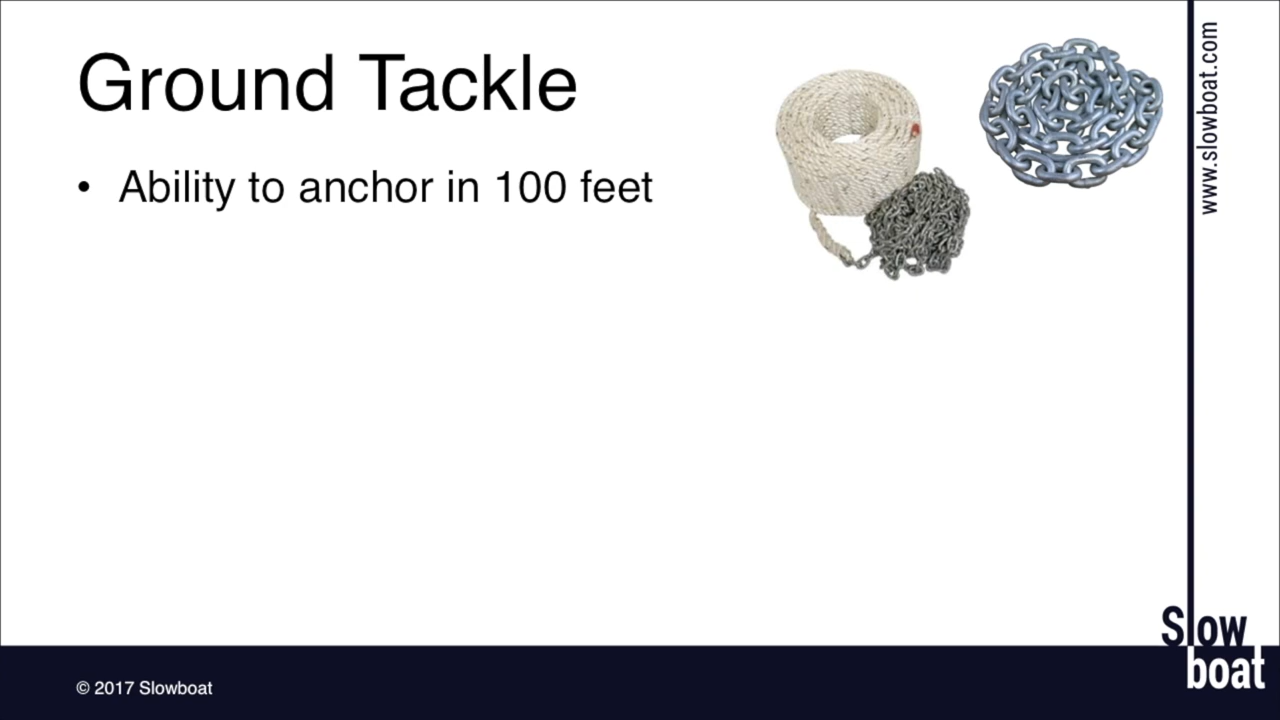 Ground Tackle
• Ability to anchor in 100 feet
www.slowboat.com
Slow
boat
© 2017 Slowboat